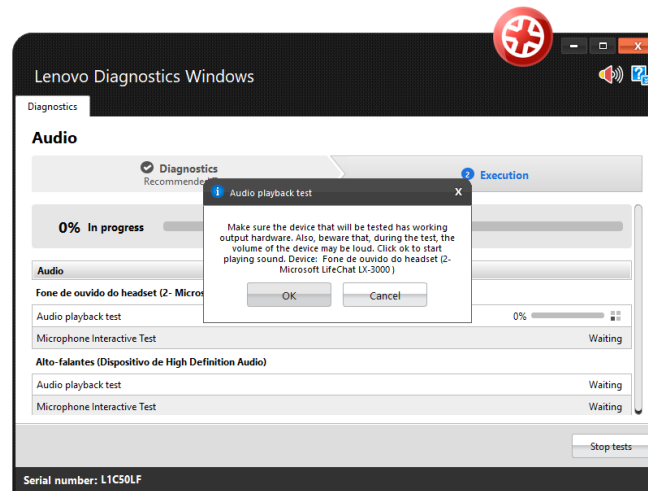 Lenovo Diagnostics Windows
Diagnostics
Audio
Diagnostics
Recommended
2 Execution
0% In progress
Audio playback test
X
Make sure the device that will be tested has working
output hardware. Also, beware that, during the test, the
volume of the device may be loud. Click ok to start
playing sound. Device: Fone de ouvido do headset (2-
Microsoft LifeChat LX-3000 )
OK Cancel
Audio
Fone de ouvido do headset (2- Micros
Audio playback test 0%
Microphone Interactive Test Waiting
Alto-falantes (Dispositivo de High Definition Audio)
Audio playback test Waiting
Microphone Interactive Test Waiting
Stop tests
Serial number: L1C50LF